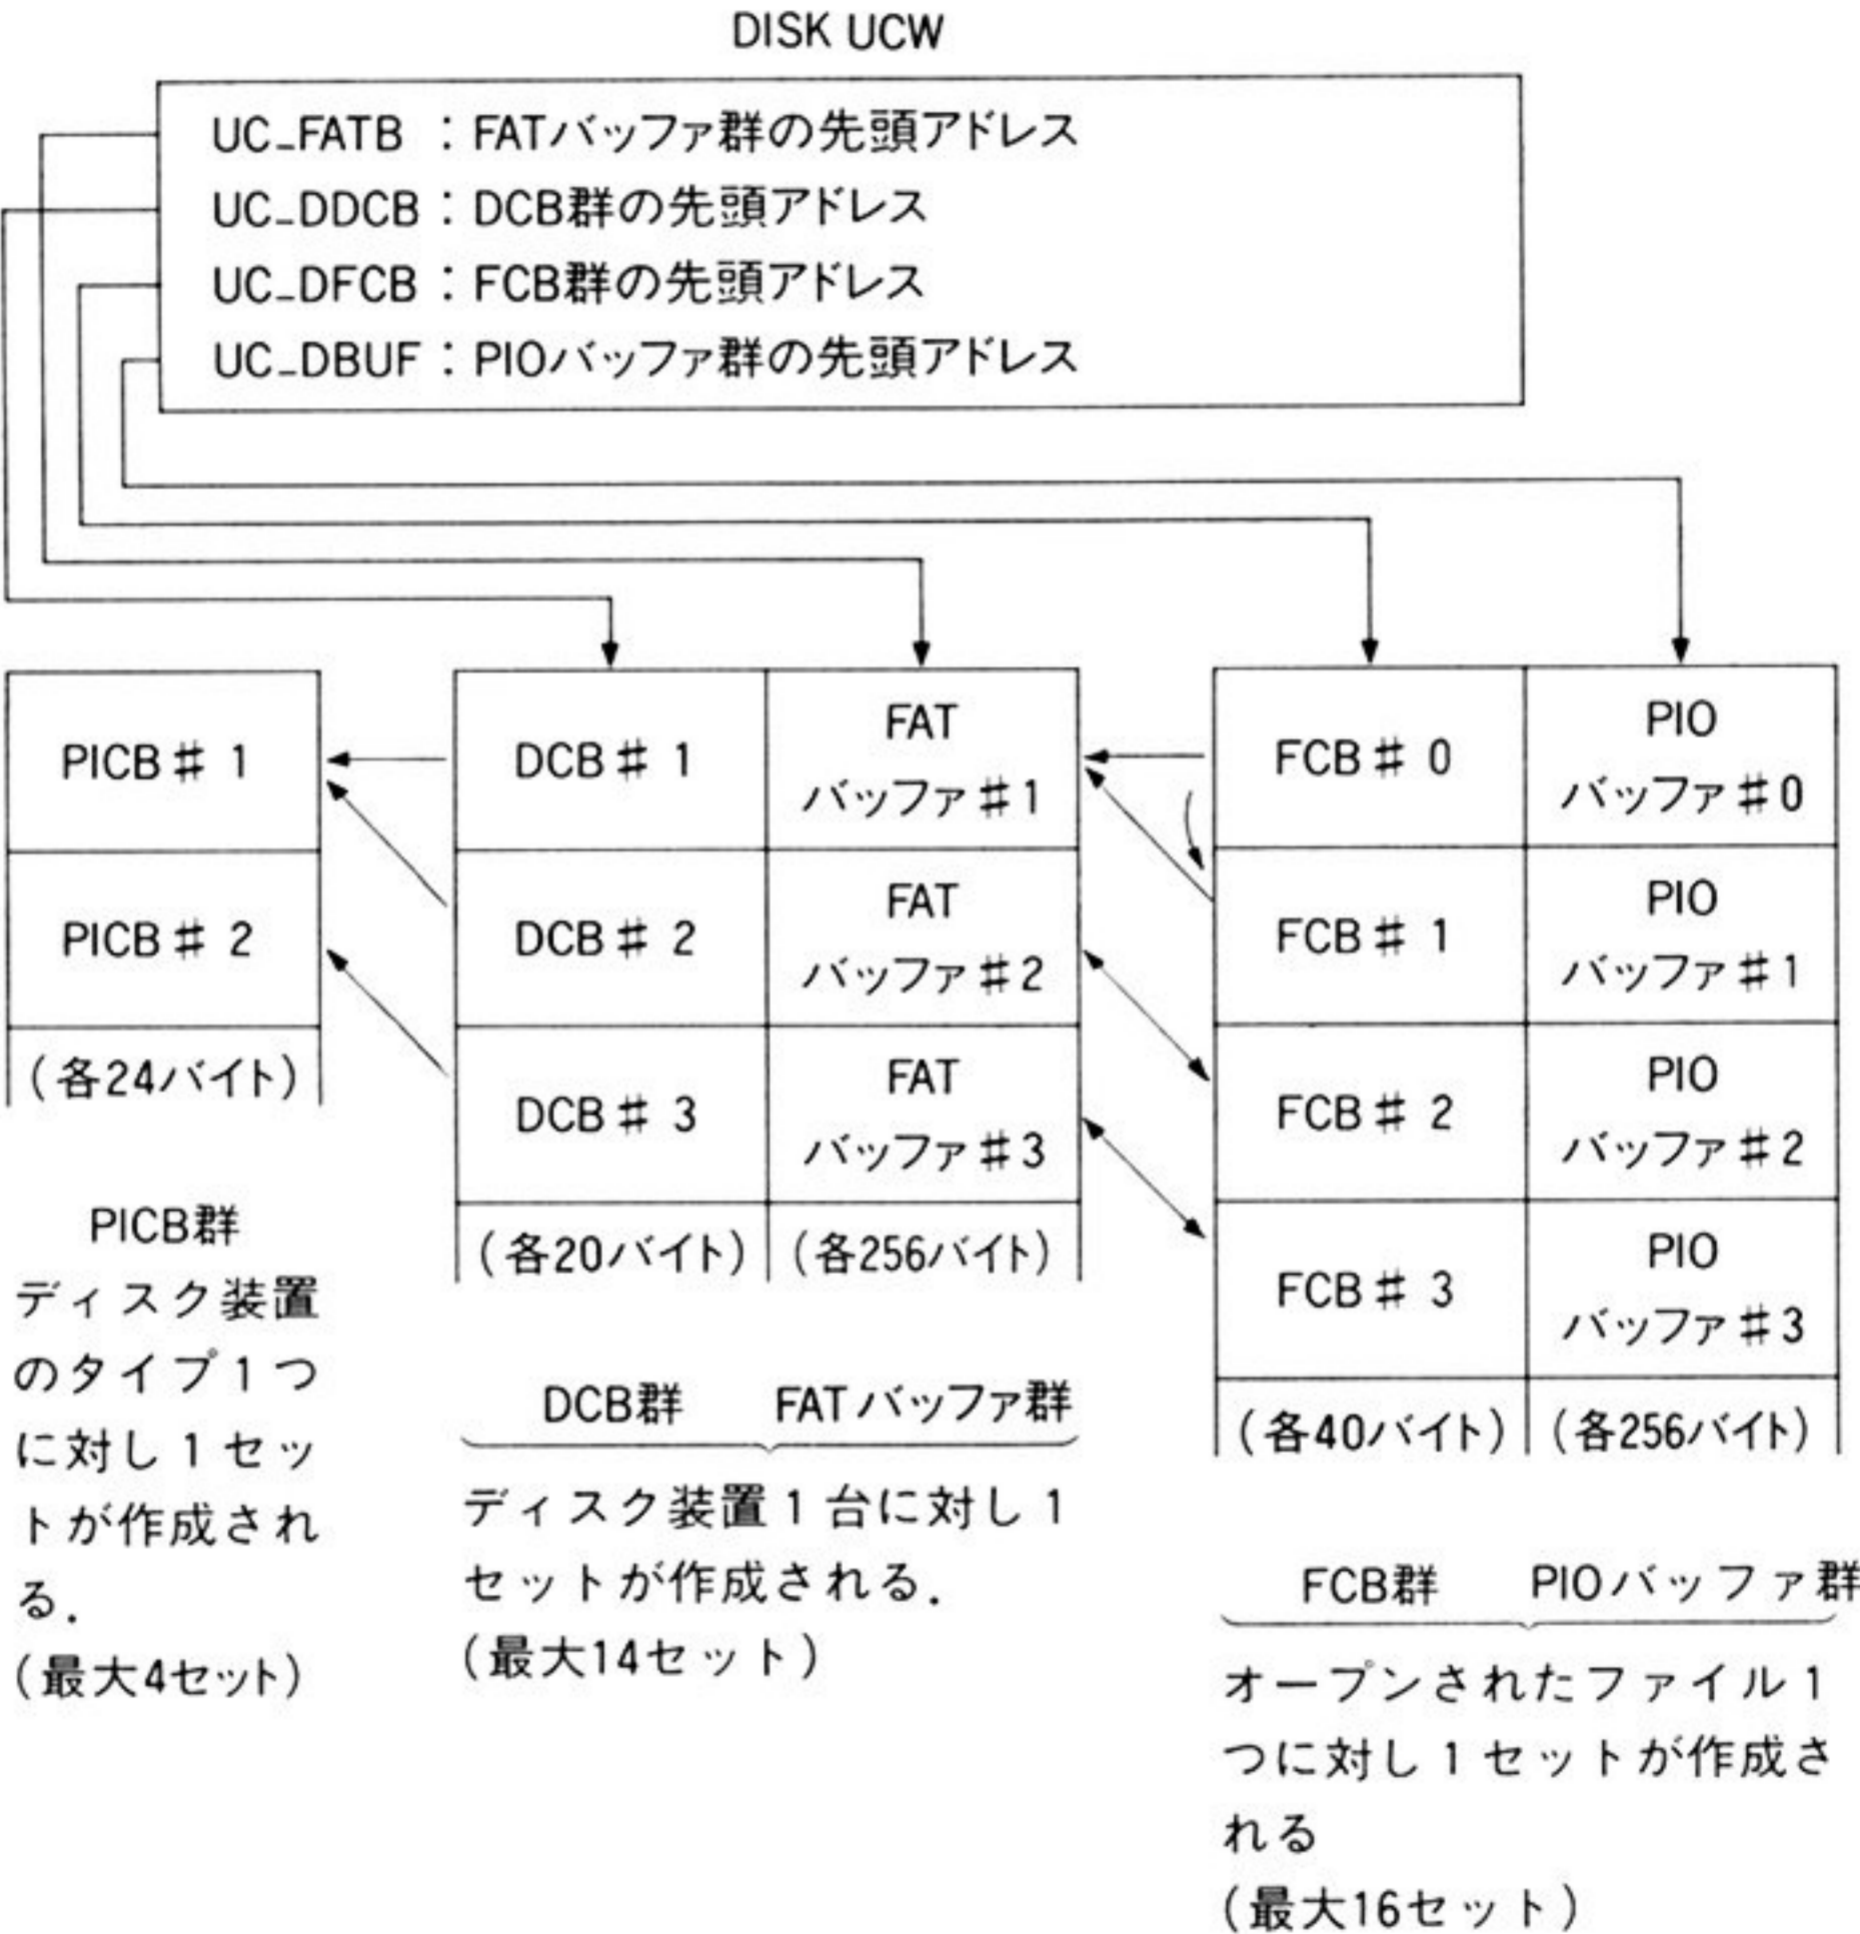 DISK UCW
UC_FATB : FATバッファ群の先頭アドレス
UC_DDCB : DCB群の先頭アドレス
UC_DFCB : FCB群の先頭アドレス
UC_DBUF : PIOバッファ群の先頭アドレス
PICB♯1
PICB♯2
(各24バイト)
PICB群
ディスク装置
のタイプ1つ
に対し1セッ
トが作成され
る.
(最大4セット)
DCB♯1
DCB♯2
DCB♯3
(各20バイト)
FAT
バッファ♯1
FAT
バッファ♯2
FAT
バッファ♯3
(各256バイト)
DCB群 FATバッファ群
ディスク装置1台に対し1
セットが作成される.
(最大14セット)
FCB♯0
FCB♯1
FCB♯2
FCB♯3
(各40バイト)
PIO
バッファ♯0
PIO
バッファ♯1
PIO
バッファ♯2
PIO
バッファ♯3
(各256バイト)
FCB群 PIOバッファ群
オープンされたファイル1
つに対し1セットが作成さ
れる
(最大16セット)